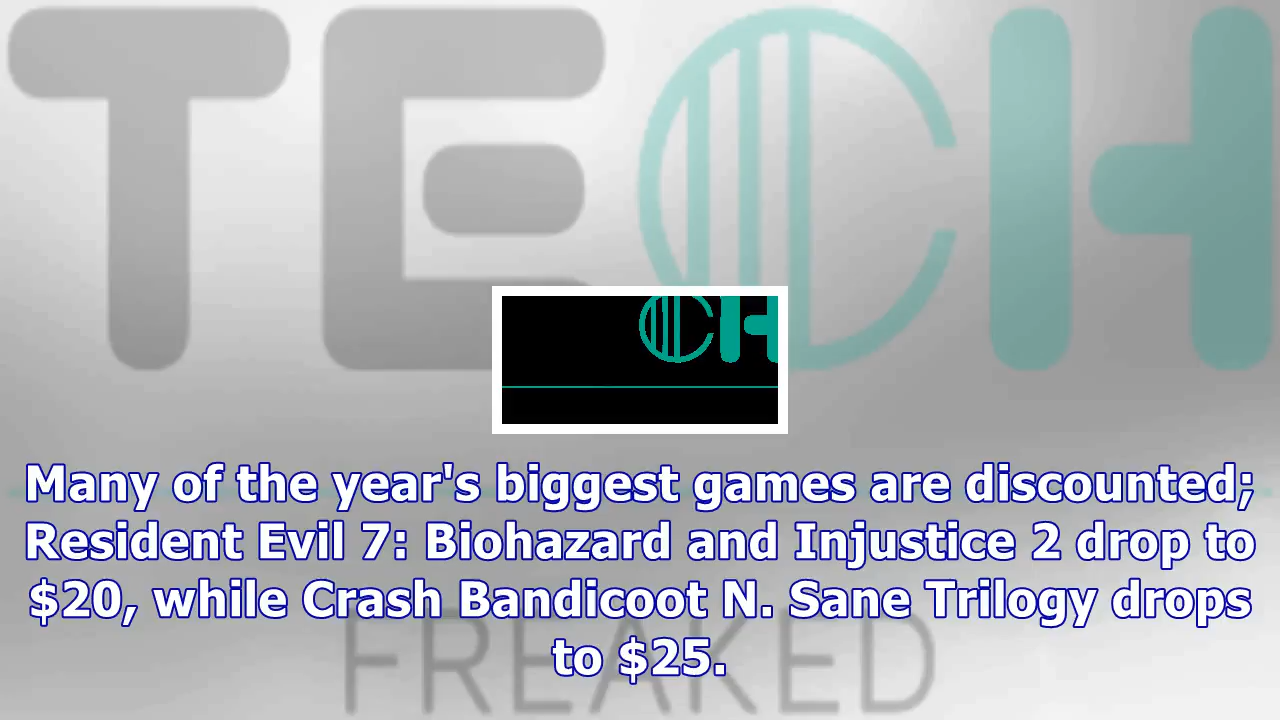 TECH
CH
Many of the year's biggest games are discounted;
Resident Evil 7: Biohazard and Injustice 2 drop to
$20, while Crash Bandicoot N. Sane Trilogy drops
to $25.
FREAKED